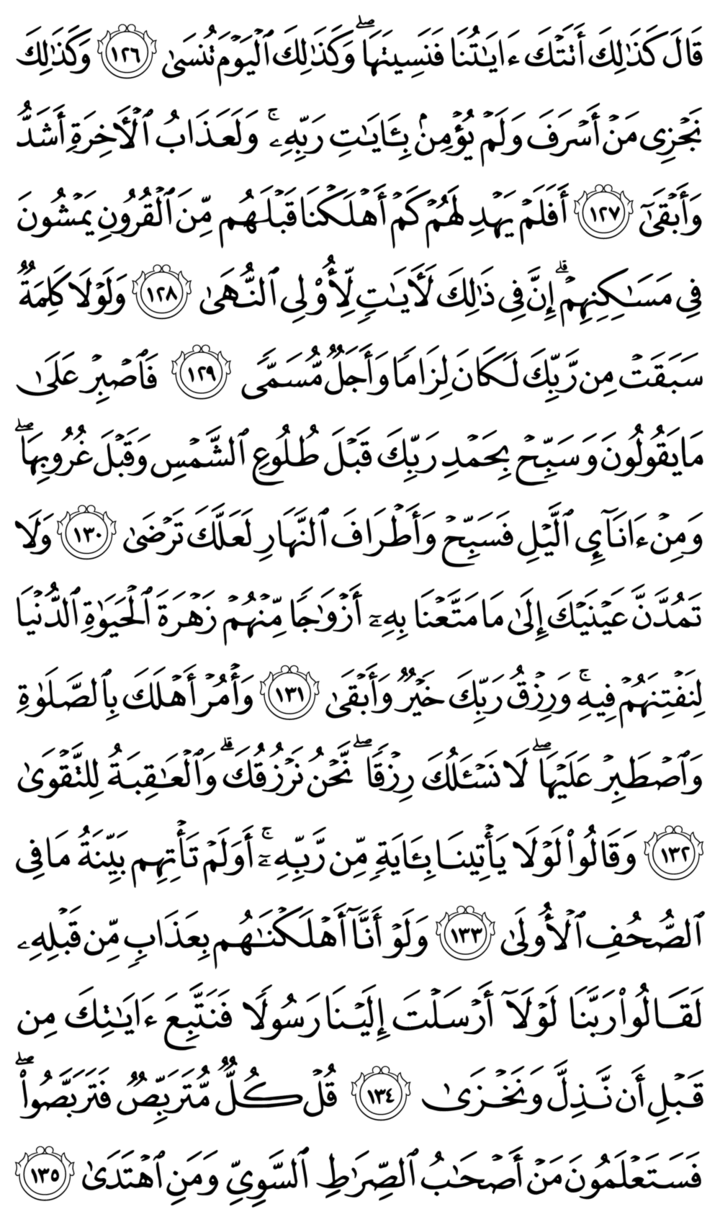 قَالَ كَذَٰلِكَ أَتَتۡكَ ءَايَٰتُنَا فَنَسِيتَهَاۖ وَكَذَٰلِكَ ٱلۡيَوۡمَ تُنسَىٰ ١٢٦ وَكَذَٰلِكَ
نَجۡزِي مَنۡ أَسۡرَفَ وَلَمۡ يُؤۡمِنۢ بِـَٔايَٰتِ رَبِّهِۦۚ وَلَعَذَابُ ٱلۡأٓخِرَةِ أَشَدُّ
وَأَبۡقَىٰٓ ١٢٧ أَفَلَمۡ يَهۡدِ لَهُمۡ كَمۡ أَهۡلَكۡنَا قَبۡلَهُم مِّنَ ٱلۡقُرُونِ يَمۡشُونَ
فِي مَسَٰكِنِهِمۡۚ إِنَّ فِي ذَٰلِكَ لَأٓيَٰتٖ لِّأُوْلِي ٱلنُّهَىٰ ١٢٨ وَلَوۡلَا كَلِمَةٞ
سَبَقَتۡ مِن رَّبِّكَ لَكَانَ لِزَامٗا وَأَجَلٞ مُّسَمّٗى ١٢٩ فَٱصۡبِرۡ عَلَىٰ
مَا يَقُولُونَ وَسَبِّحۡ بِحَمۡدِ رَبِّكَ قَبۡلَ طُلُوعِ ٱلشَّمۡسِ وَقَبۡلَ غُرُوبِهَاۖ
وَمِنۡ ءَانَآيِٕ ٱلَّيۡلِ فَسَبِّحۡ وَأَطۡرَافَ ٱلنَّهَارِ لَعَلَّكَ تَرۡضَىٰ ١٣٠ وَلَا
تَمُدَّنَّ عَيۡنَيۡكَ إِلَىٰ مَا مَتَّعۡنَا بِهِۦٓ أَزۡوَٰجٗا مِّنۡهُمۡ زَهۡرَةَ ٱلۡحَيَوٰةِ ٱلدُّنۡيَا
لِنَفۡتِنَهُمۡ فِيهِۚ وَرِزۡقُ رَبِّكَ خَيۡرٞ وَأَبۡقَىٰ ١٣١ وَأۡمُرۡ أَهۡلَكَ بِٱلصَّلَوٰةِ
وَٱصۡطَبِرۡ عَلَيۡهَاۖ لَا نَسۡـَٔلُكَ رِزۡقٗاۖ نَّحۡنُ نَرۡزُقُكَۗ وَٱلۡعَٰقِبَةُ لِلتَّقۡوَىٰ
١٣٢ وَقَالُواْ لَوۡلَا يَأۡتِينَا بِـَٔايَةٖ مِّن رَّبِّهِۦٓۚ أَوَلَمۡ تَأۡتِهِم بَيِّنَةُ مَا فِي
ٱلصُّحُفِ ٱلۡأُولَىٰ ١٣٣ وَلَوۡ أَنَّآ أَهۡلَكۡنَٰهُم بِعَذَابٖ مِّن قَبۡلِهِۦ
لَقَالُواْ رَبَّنَا لَوۡلَآ أَرۡسَلۡتَ إِلَيۡنَا رَسُولٗا فَنَتَّبِعَ ءَايَٰتِكَ مِن
قَبۡلِ أَن نَّذِلَّ وَنَخۡزَىٰ ١٣٤ قُلۡ كُلّٞ مُّتَرَبِّصٞ فَتَرَبَّصُواْۖ
فَسَتَعۡلَمُونَ مَنۡ أَصۡحَٰبُ ٱلصِّرَٰطِ ٱلسَّوِيِّ وَمَنِ ٱهۡتَدَىٰ ١٣٥